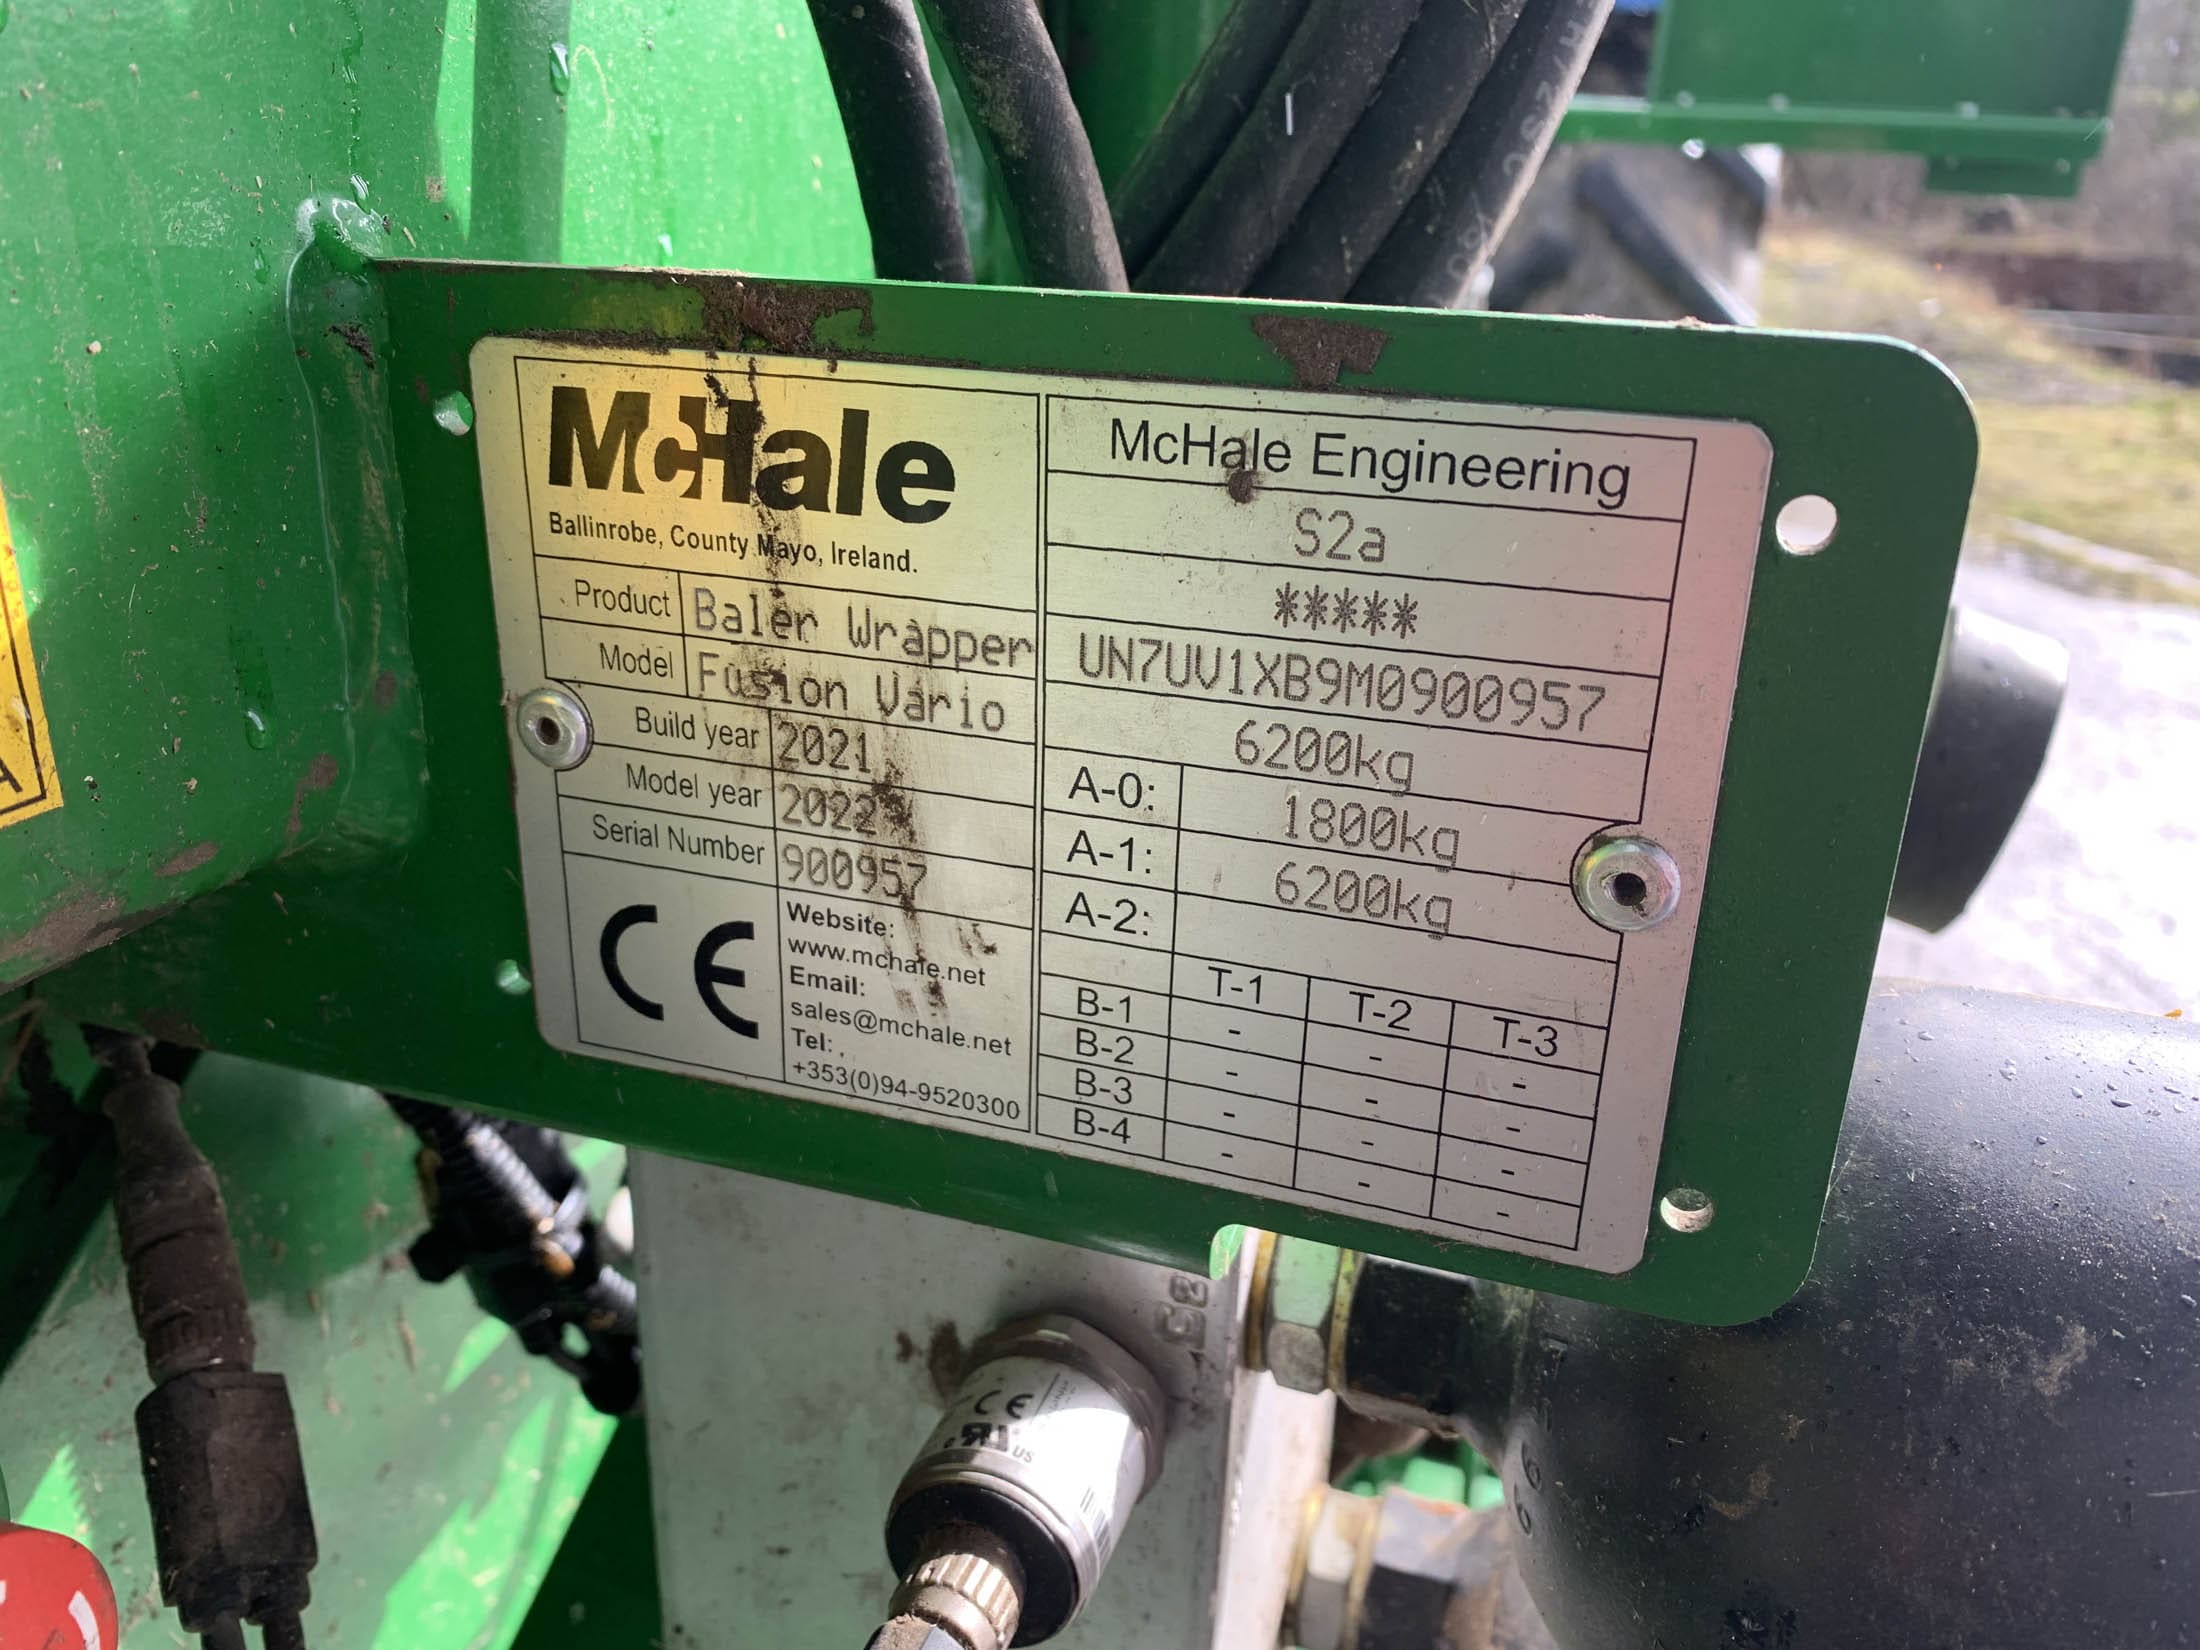 McHale
Ballinrobe, County Mayo, Ireland.
Product Baler Wrapper
Model Fusion Vario
Build year 2021
Model year 2022
Serial Number 900957
CE
Website:
www.mchale.net
Email:
sales@mchale.net
Tel:
+353(0)94-9520300
McHale Engineering
S2a
*****
UN7UV1XB9M0900957
6200kg
A-0: 1800kg
A-1: 6200kg
A-2:
T-1 T-2 T-3
B-1 - - -
B-2 - - -
B-3 - - -
B-4 - - -
CE
US